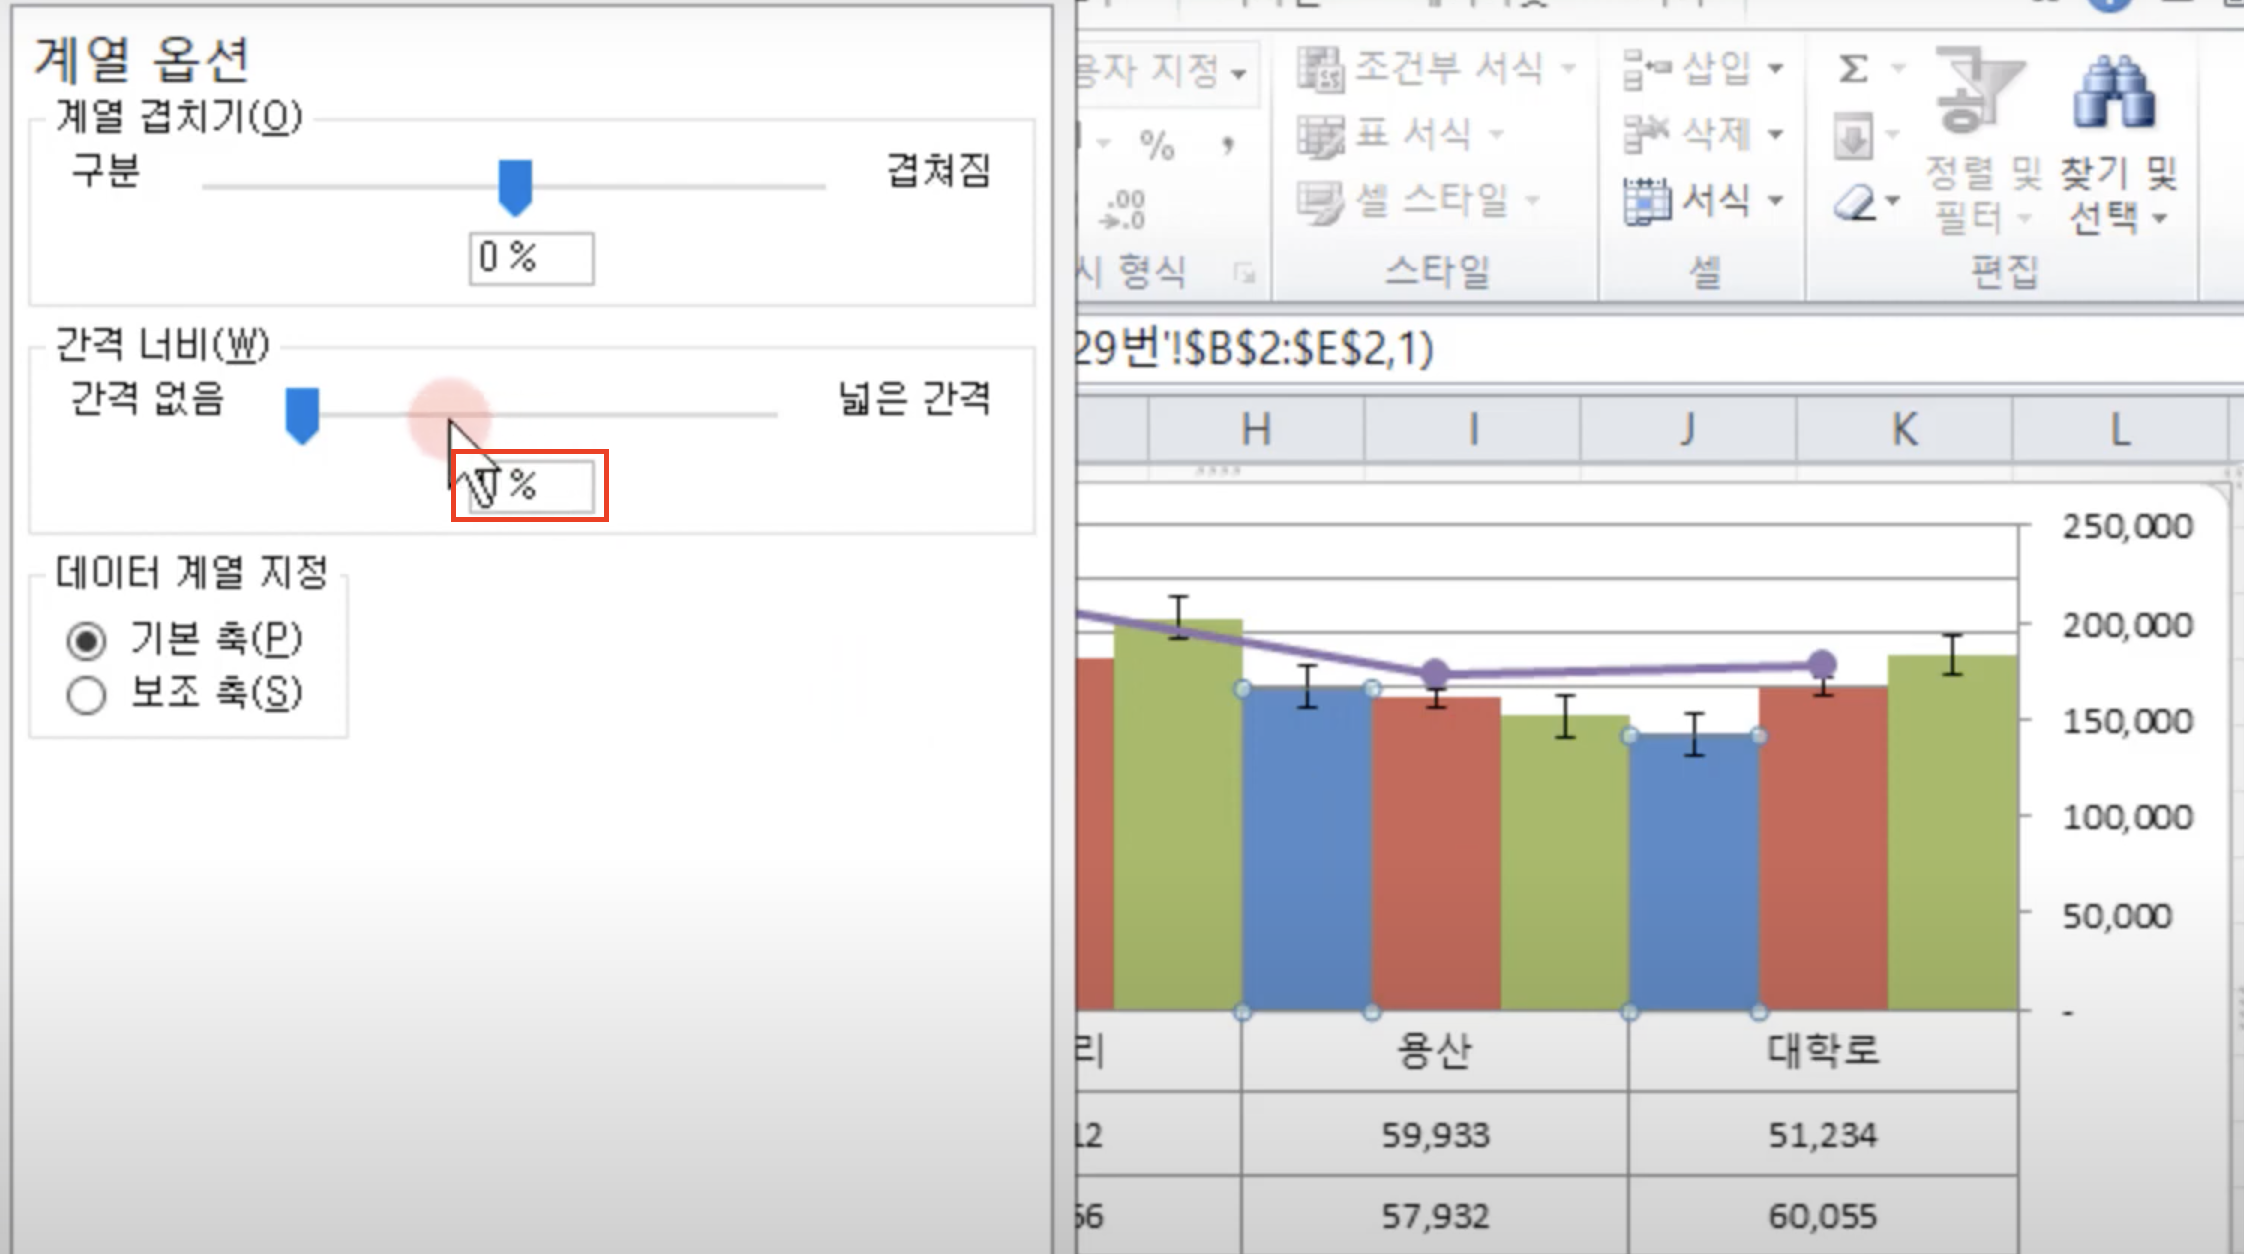 계열 옵션
계열 겹치기(O)
구분
겹쳐짐
0 %
간격 너비(W)
간격 없음
넓은 간격
%
데이터 계열 지정
기본 축(P)
보조 축(S)
용자 지정
% ,
.00
→.0
시 형식
조건부 서식
표 서식
셀 스타일
스타일
삽입
삭제
서식
셀
Σ
정렬 및
필터
찾기 및
선택
편집
29번'!$B$2:$E$2,1)
H I J K L
250,000
200,000
150,000
100,000
50,000
-
리 용산 대학로
12 59,933 51,234
56 57,932 60,055